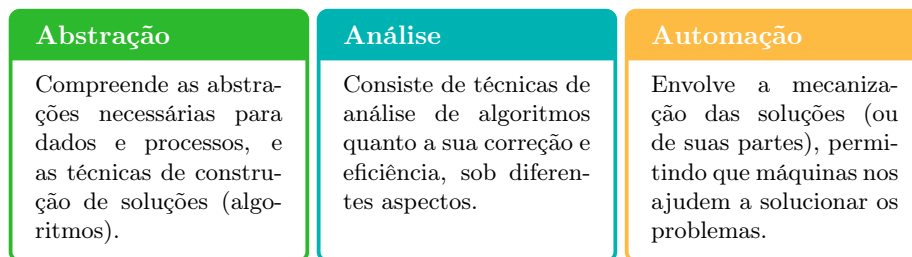 Abstração
Compreende as abstra-
ções necessárias para
dados e processos, e
as técnicas de constru-
ção de soluções (algo-
ritmos).
Análise
Consiste de técnicas de
análise de algoritmos
quanto a sua correção e
eficiência, sob diferen-
tes aspectos.
Automação
Envolve a mecaniza-
ção das soluções (ou
de suas partes), permi-
tindo que máquinas nos
ajudem a solucionar os
problemas.